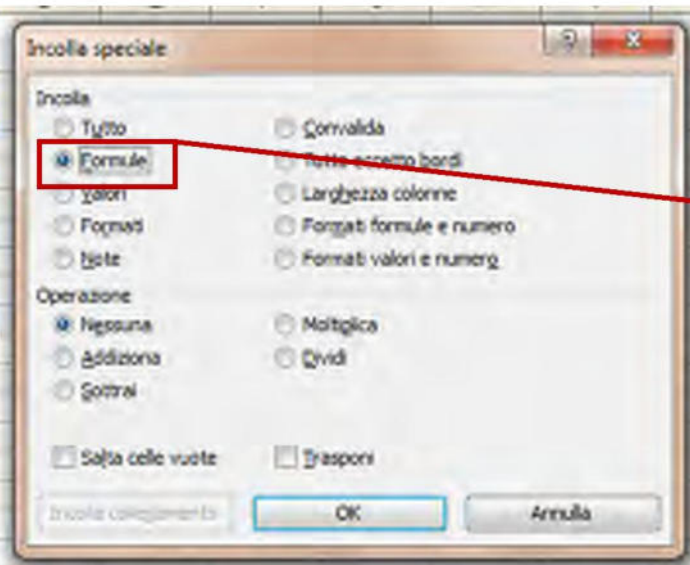 Incolla speciale
Incolla
Tutto
Convalida
Formule
Tutto eccetto bordi
Valori
Larghezza colonne
Formati
Formati formule e numero
Note
Formati valori e numero
Operazione
Nessuna
Moltiplica
Addiziona
Dividi
Sottrai
Salta celle vuote
Trasponi
Incolla collegamento
OK
Annulla